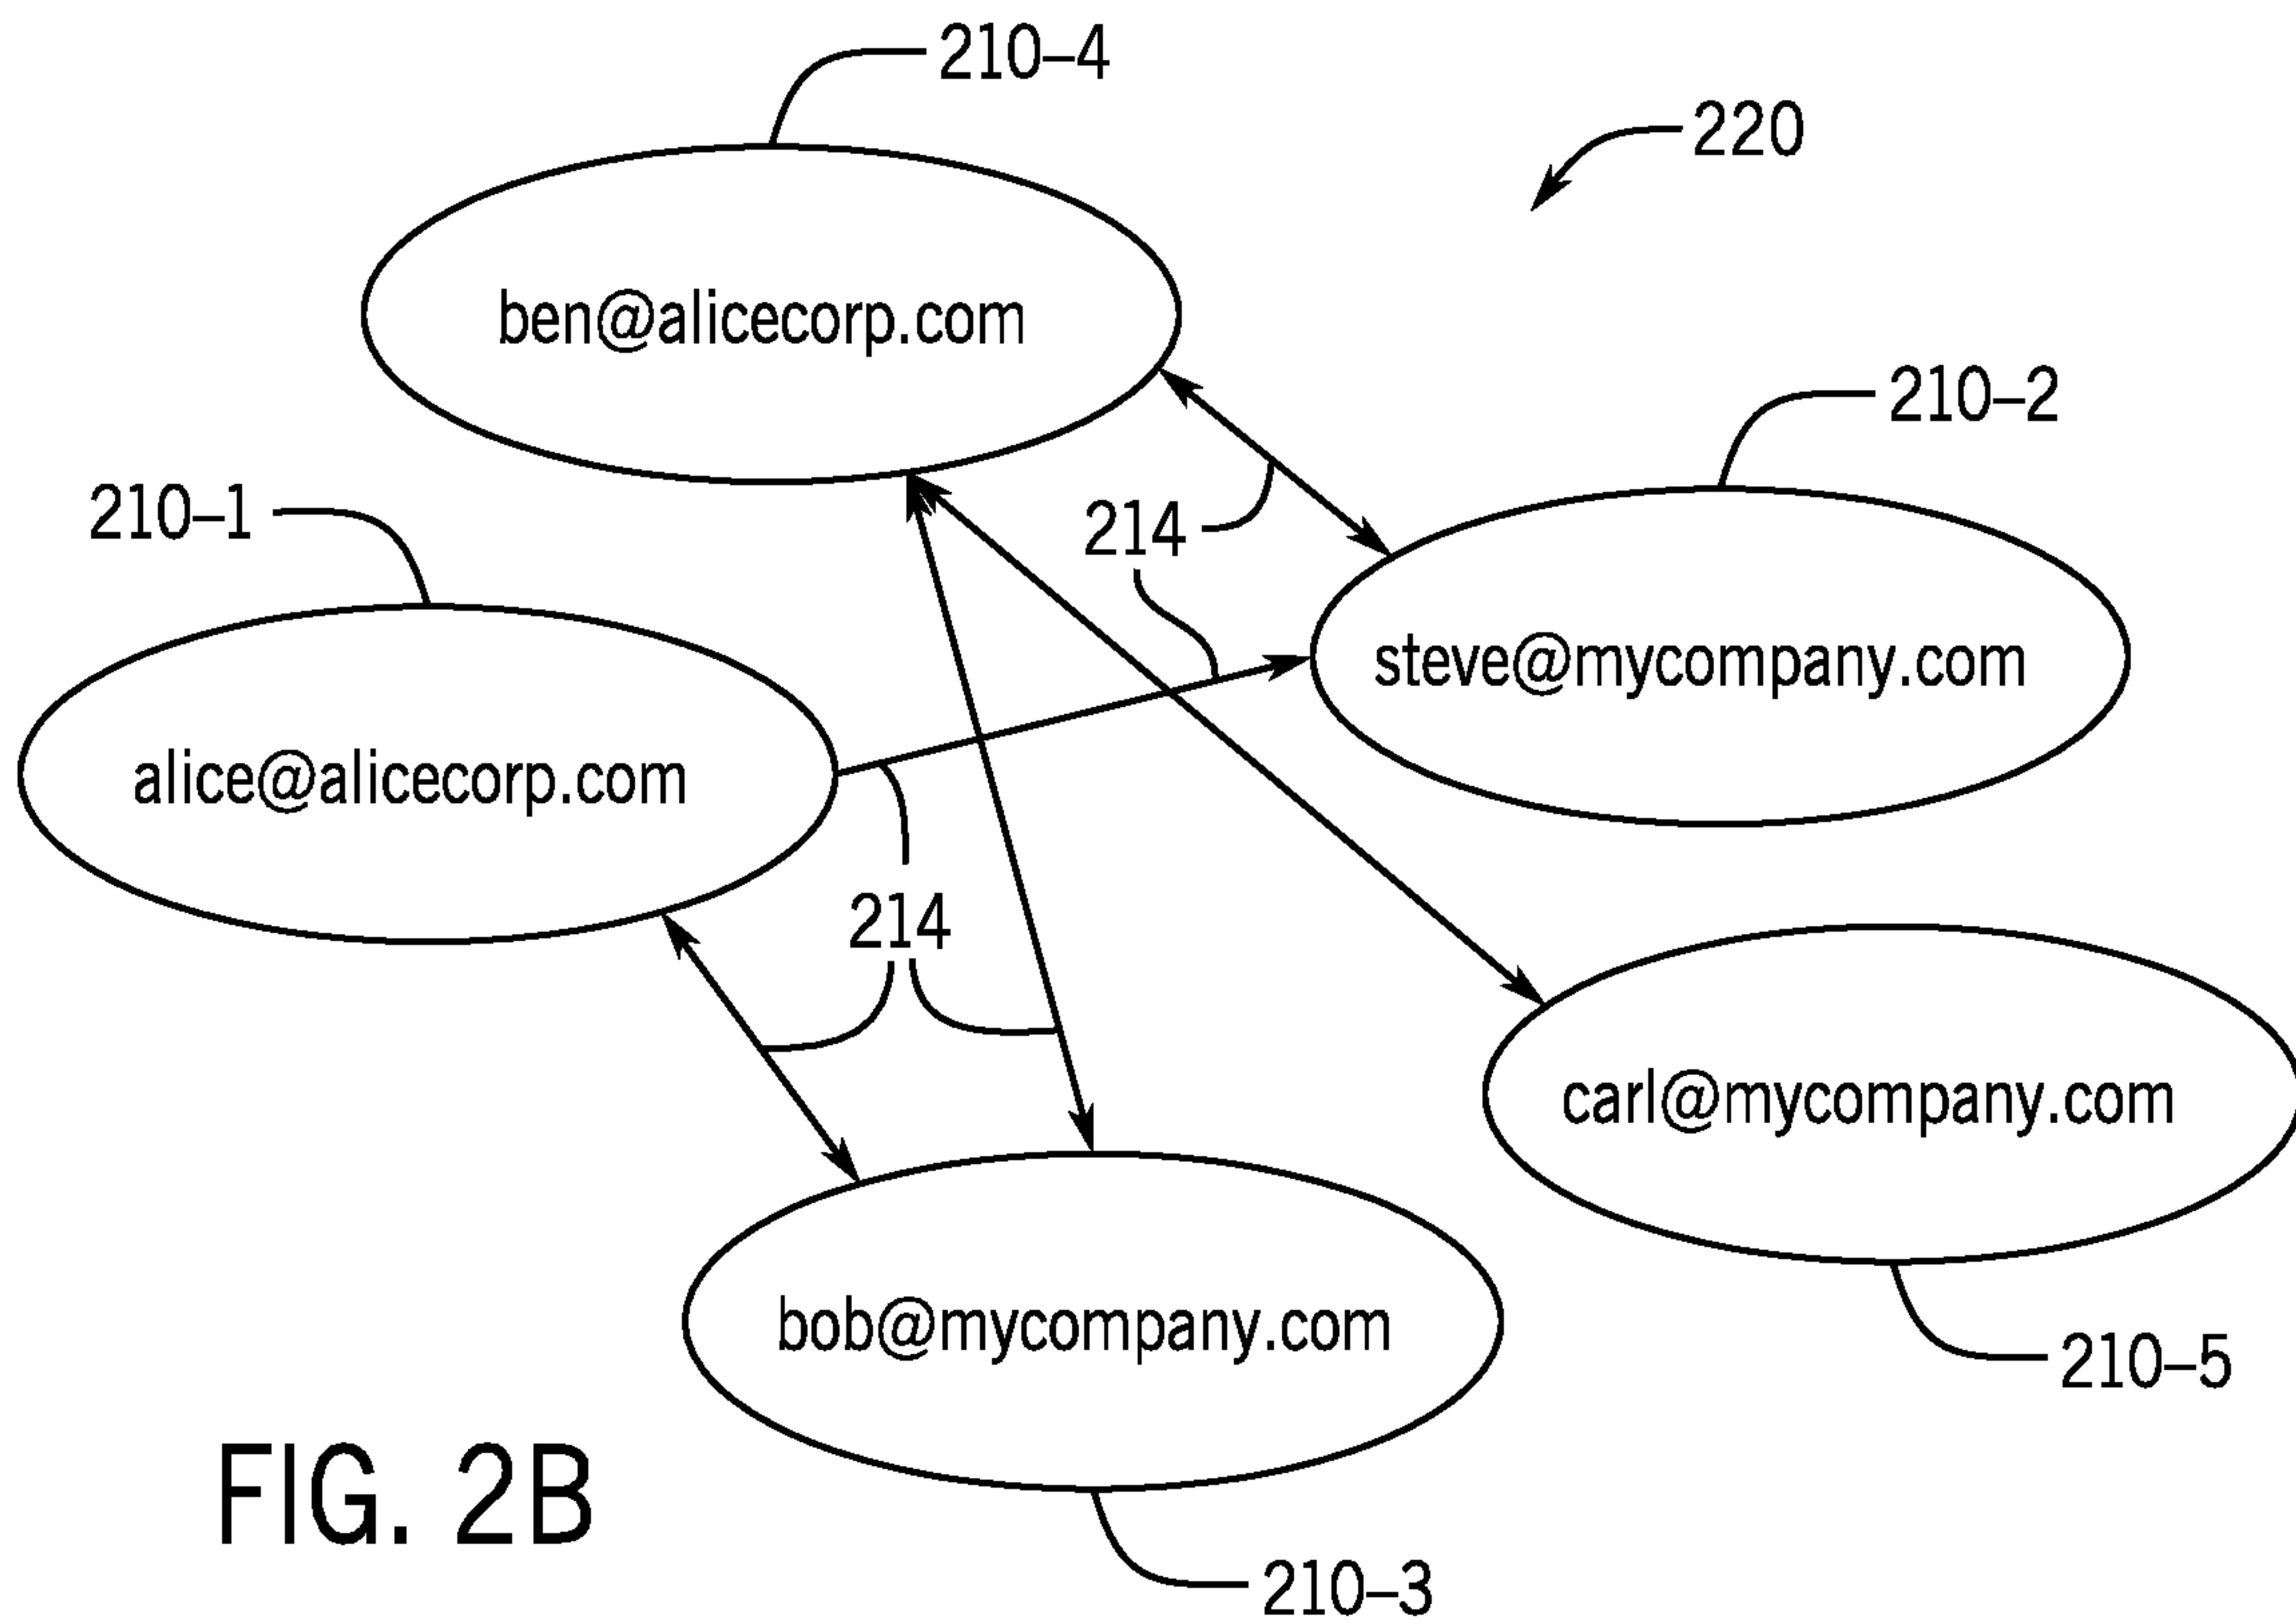 210–4
220
ben@alicecorp.com
210–2
210–1
214
steve@mycompany.com
alice@alicecorp.com
214
carl@mycompany.com
bob@mycompany.com
210–5
FIG. 2B
210–3